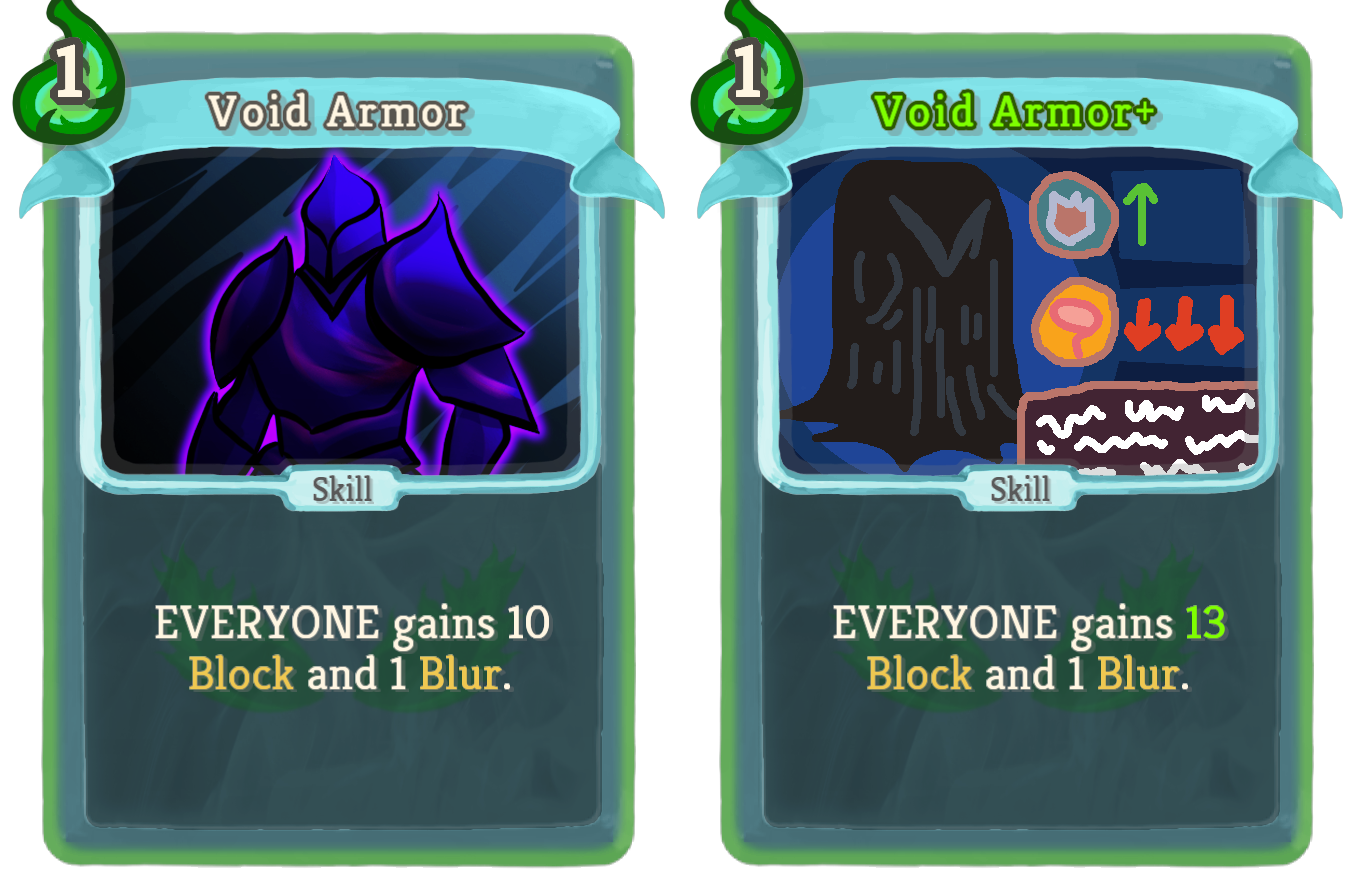 1
Void Armor
Skill
EVERYONE gains 10
Block and 1 Blur.
1
Void Armor+
Skill
EVERYONE gains 13
Block and 1 Blur.